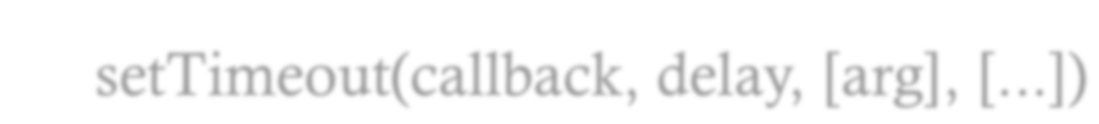 setTimeout(callback, delay, [arg], [...])